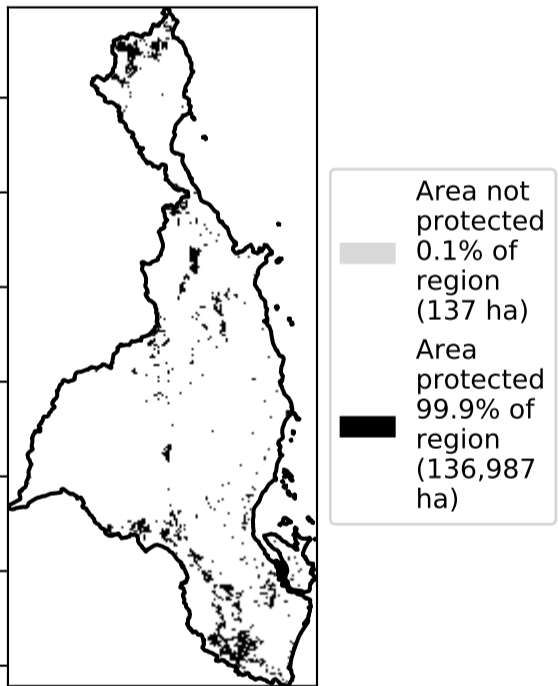 Area not
protected
0.1% of
region
(137 ha)
Area
protected
99.9% of
region
(136,987
ha)